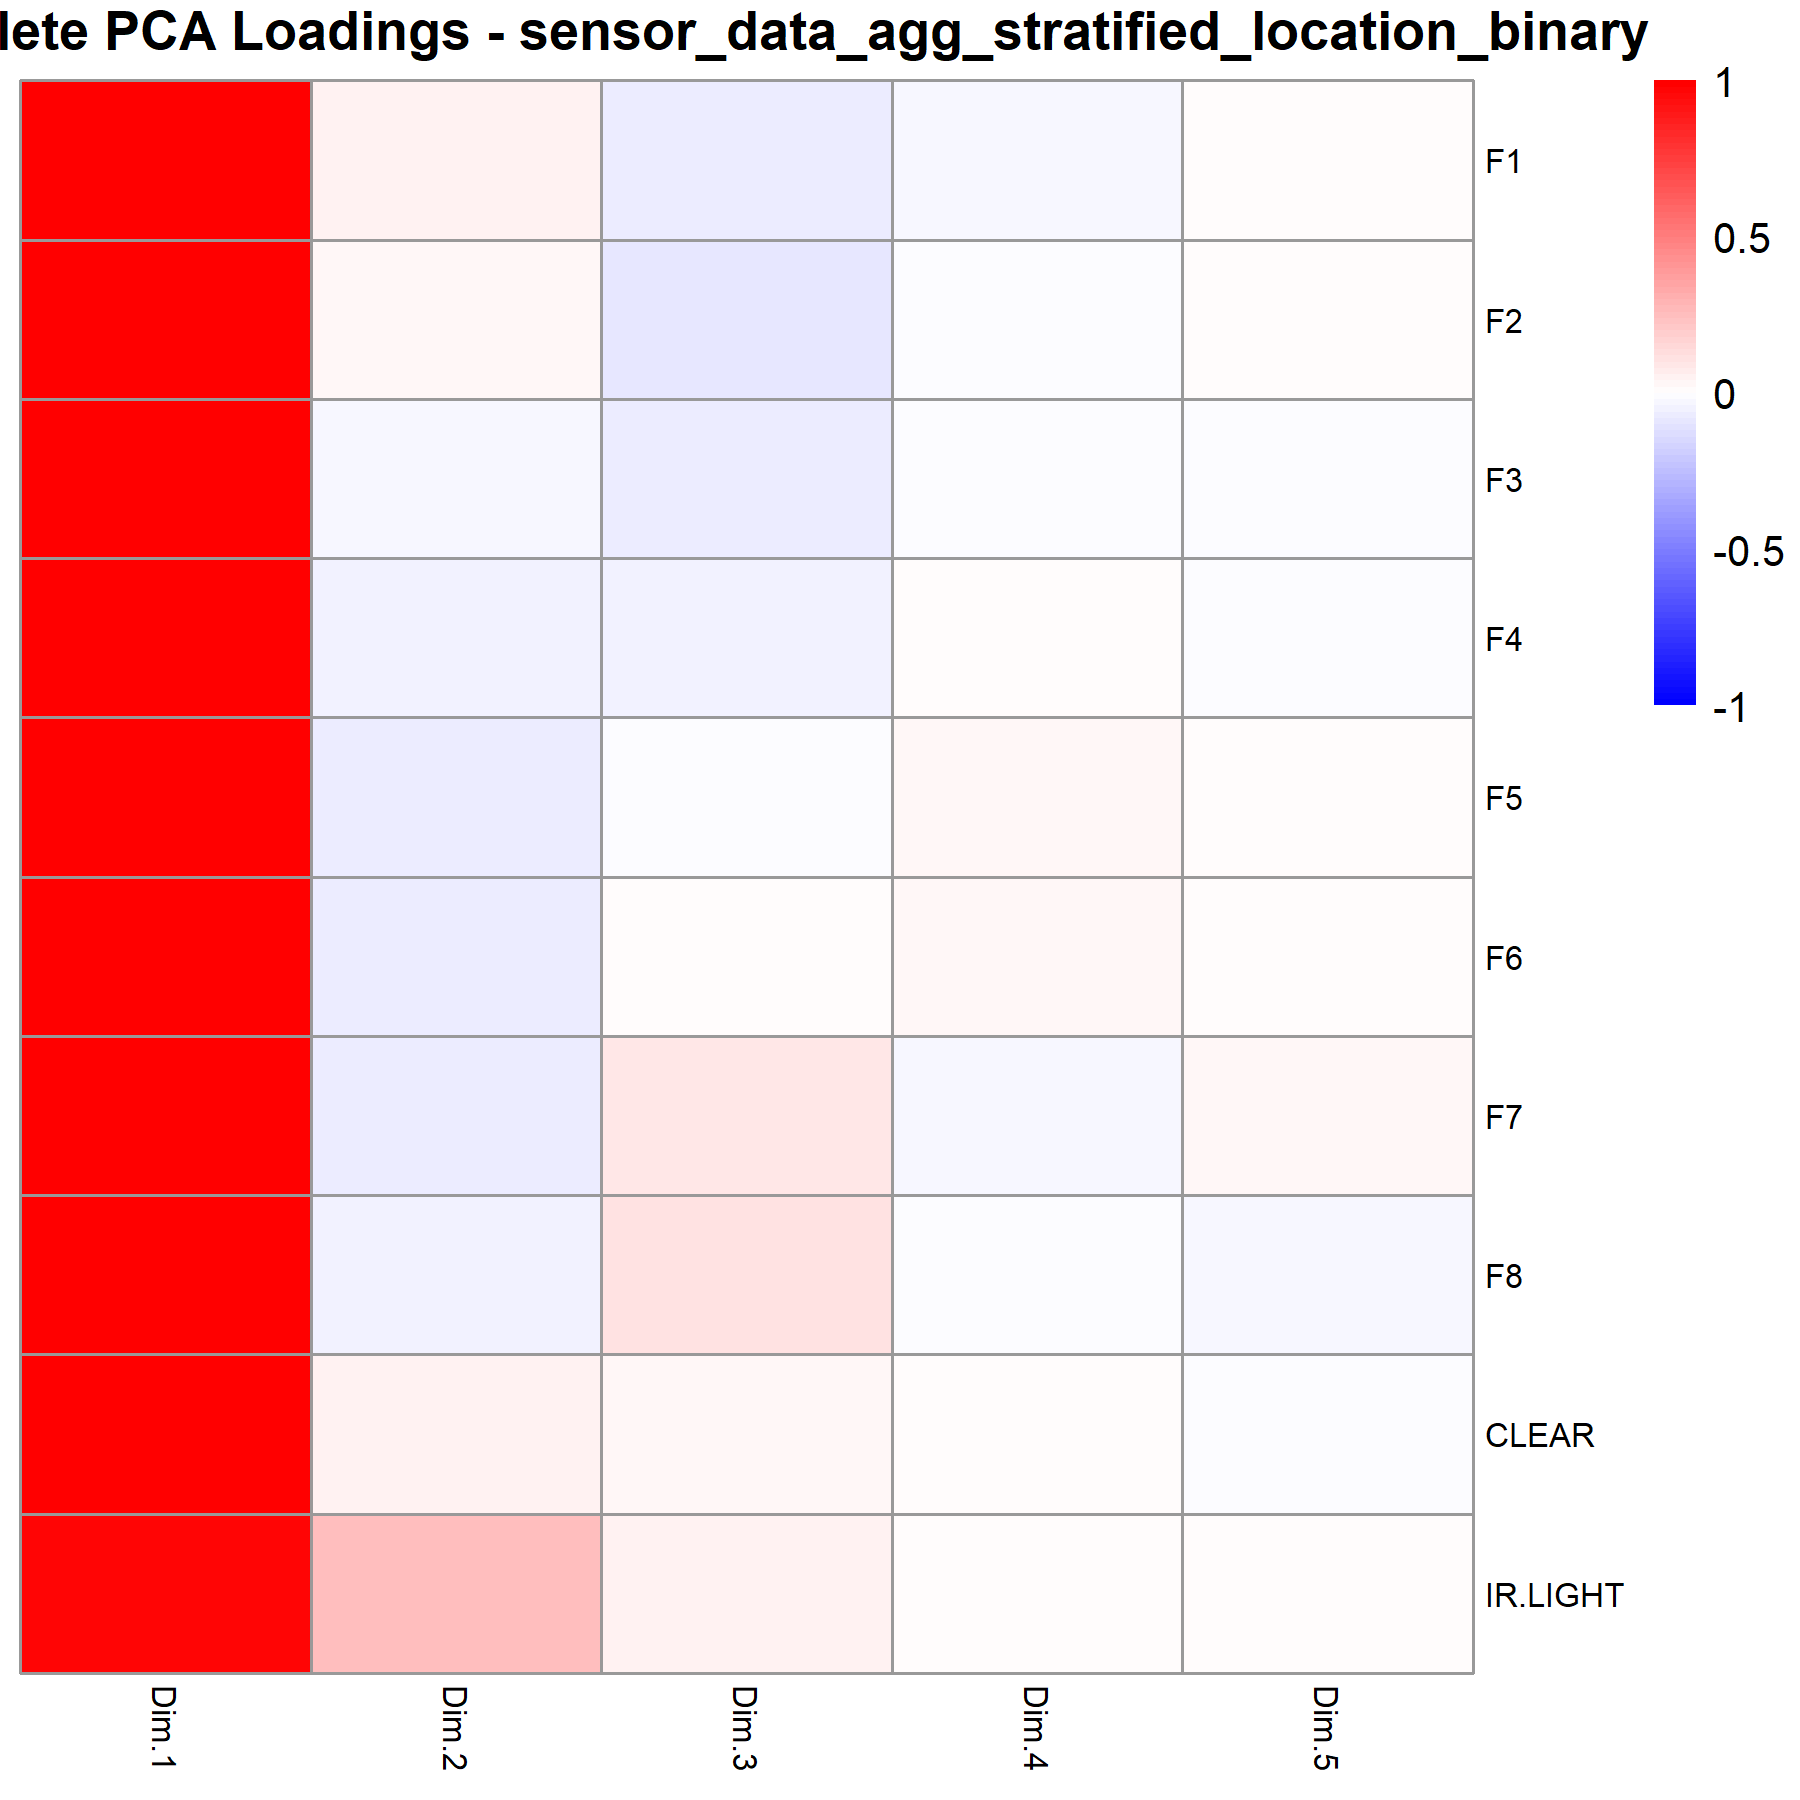 lete PCA Loadings - sensor_data_agg_stratified_location_binary
1
0.5
0
-0.5
-1
F1
F2
F3
F4
F5
F6
F7
F8
CLEAR
IR.LIGHT
Dim.1
Dim.2
Dim.3
Dim.4
Dim.5